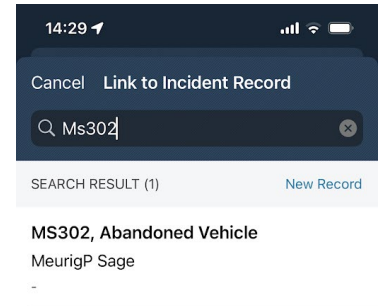 14:29
Cancel Link to Incident Record
Ms302
SEARCH RESULT (1) New Record
MS302, Abandoned Vehicle
MeurigP Sage
-